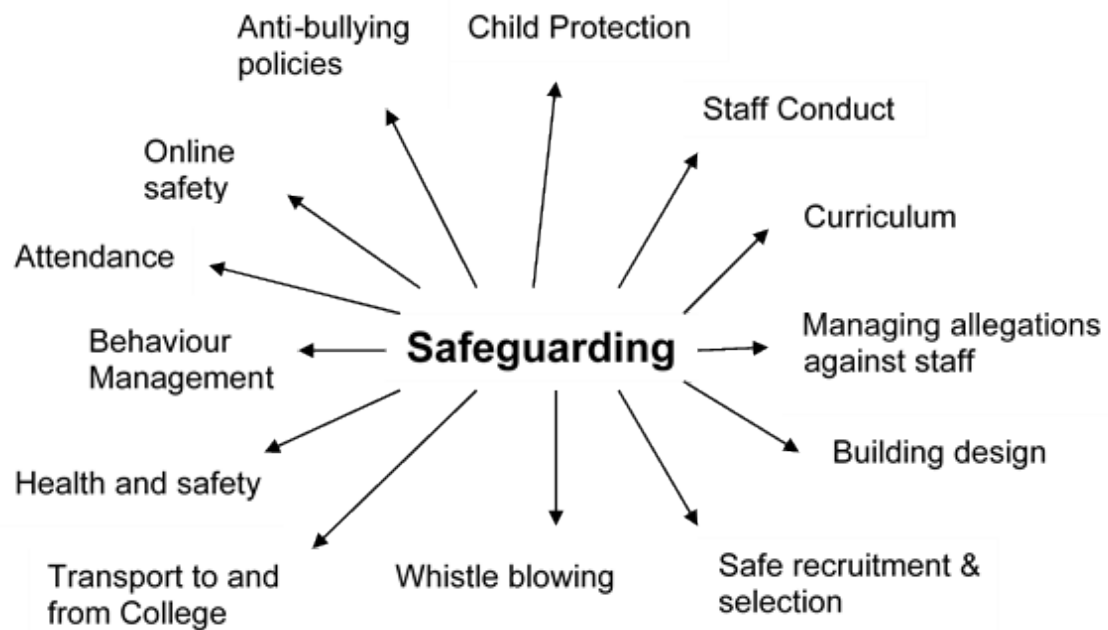 Anti-bullying
policies
Child Protection
Staff Conduct
Online
safety
Curriculum
Attendance
Behaviour
Management
Safeguarding
Managing allegations
against staff
Building design
Health and safety
Transport to and
from College
Whistle blowing
Safe recruitment &
selection